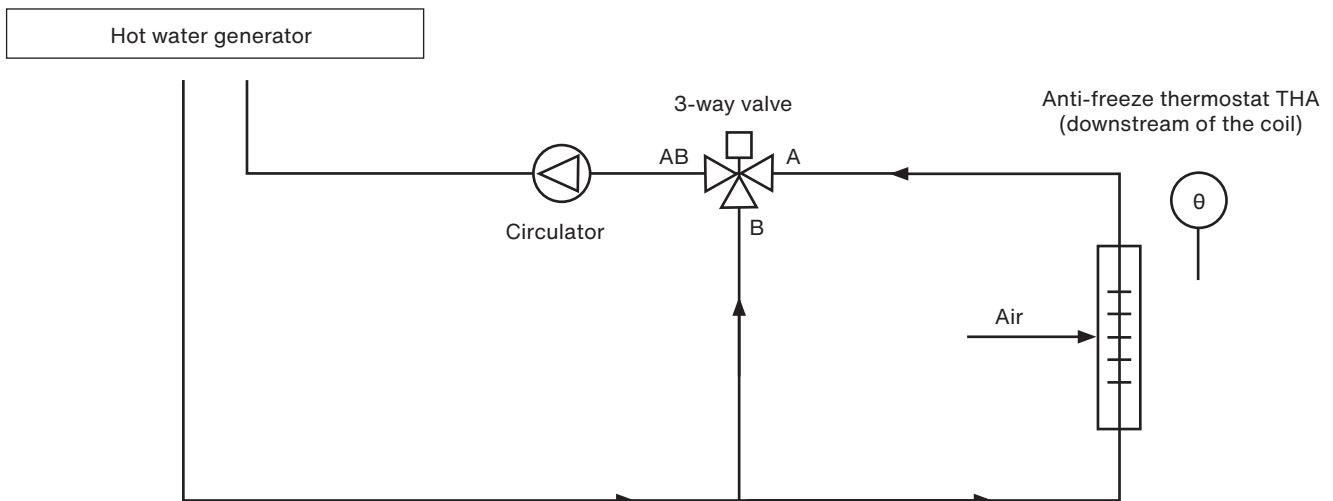 Hot water generator
3-way valve
Anti-freeze thermostat THA
(downstream of the coil)
AB
A
θ
B
Circulator
Air